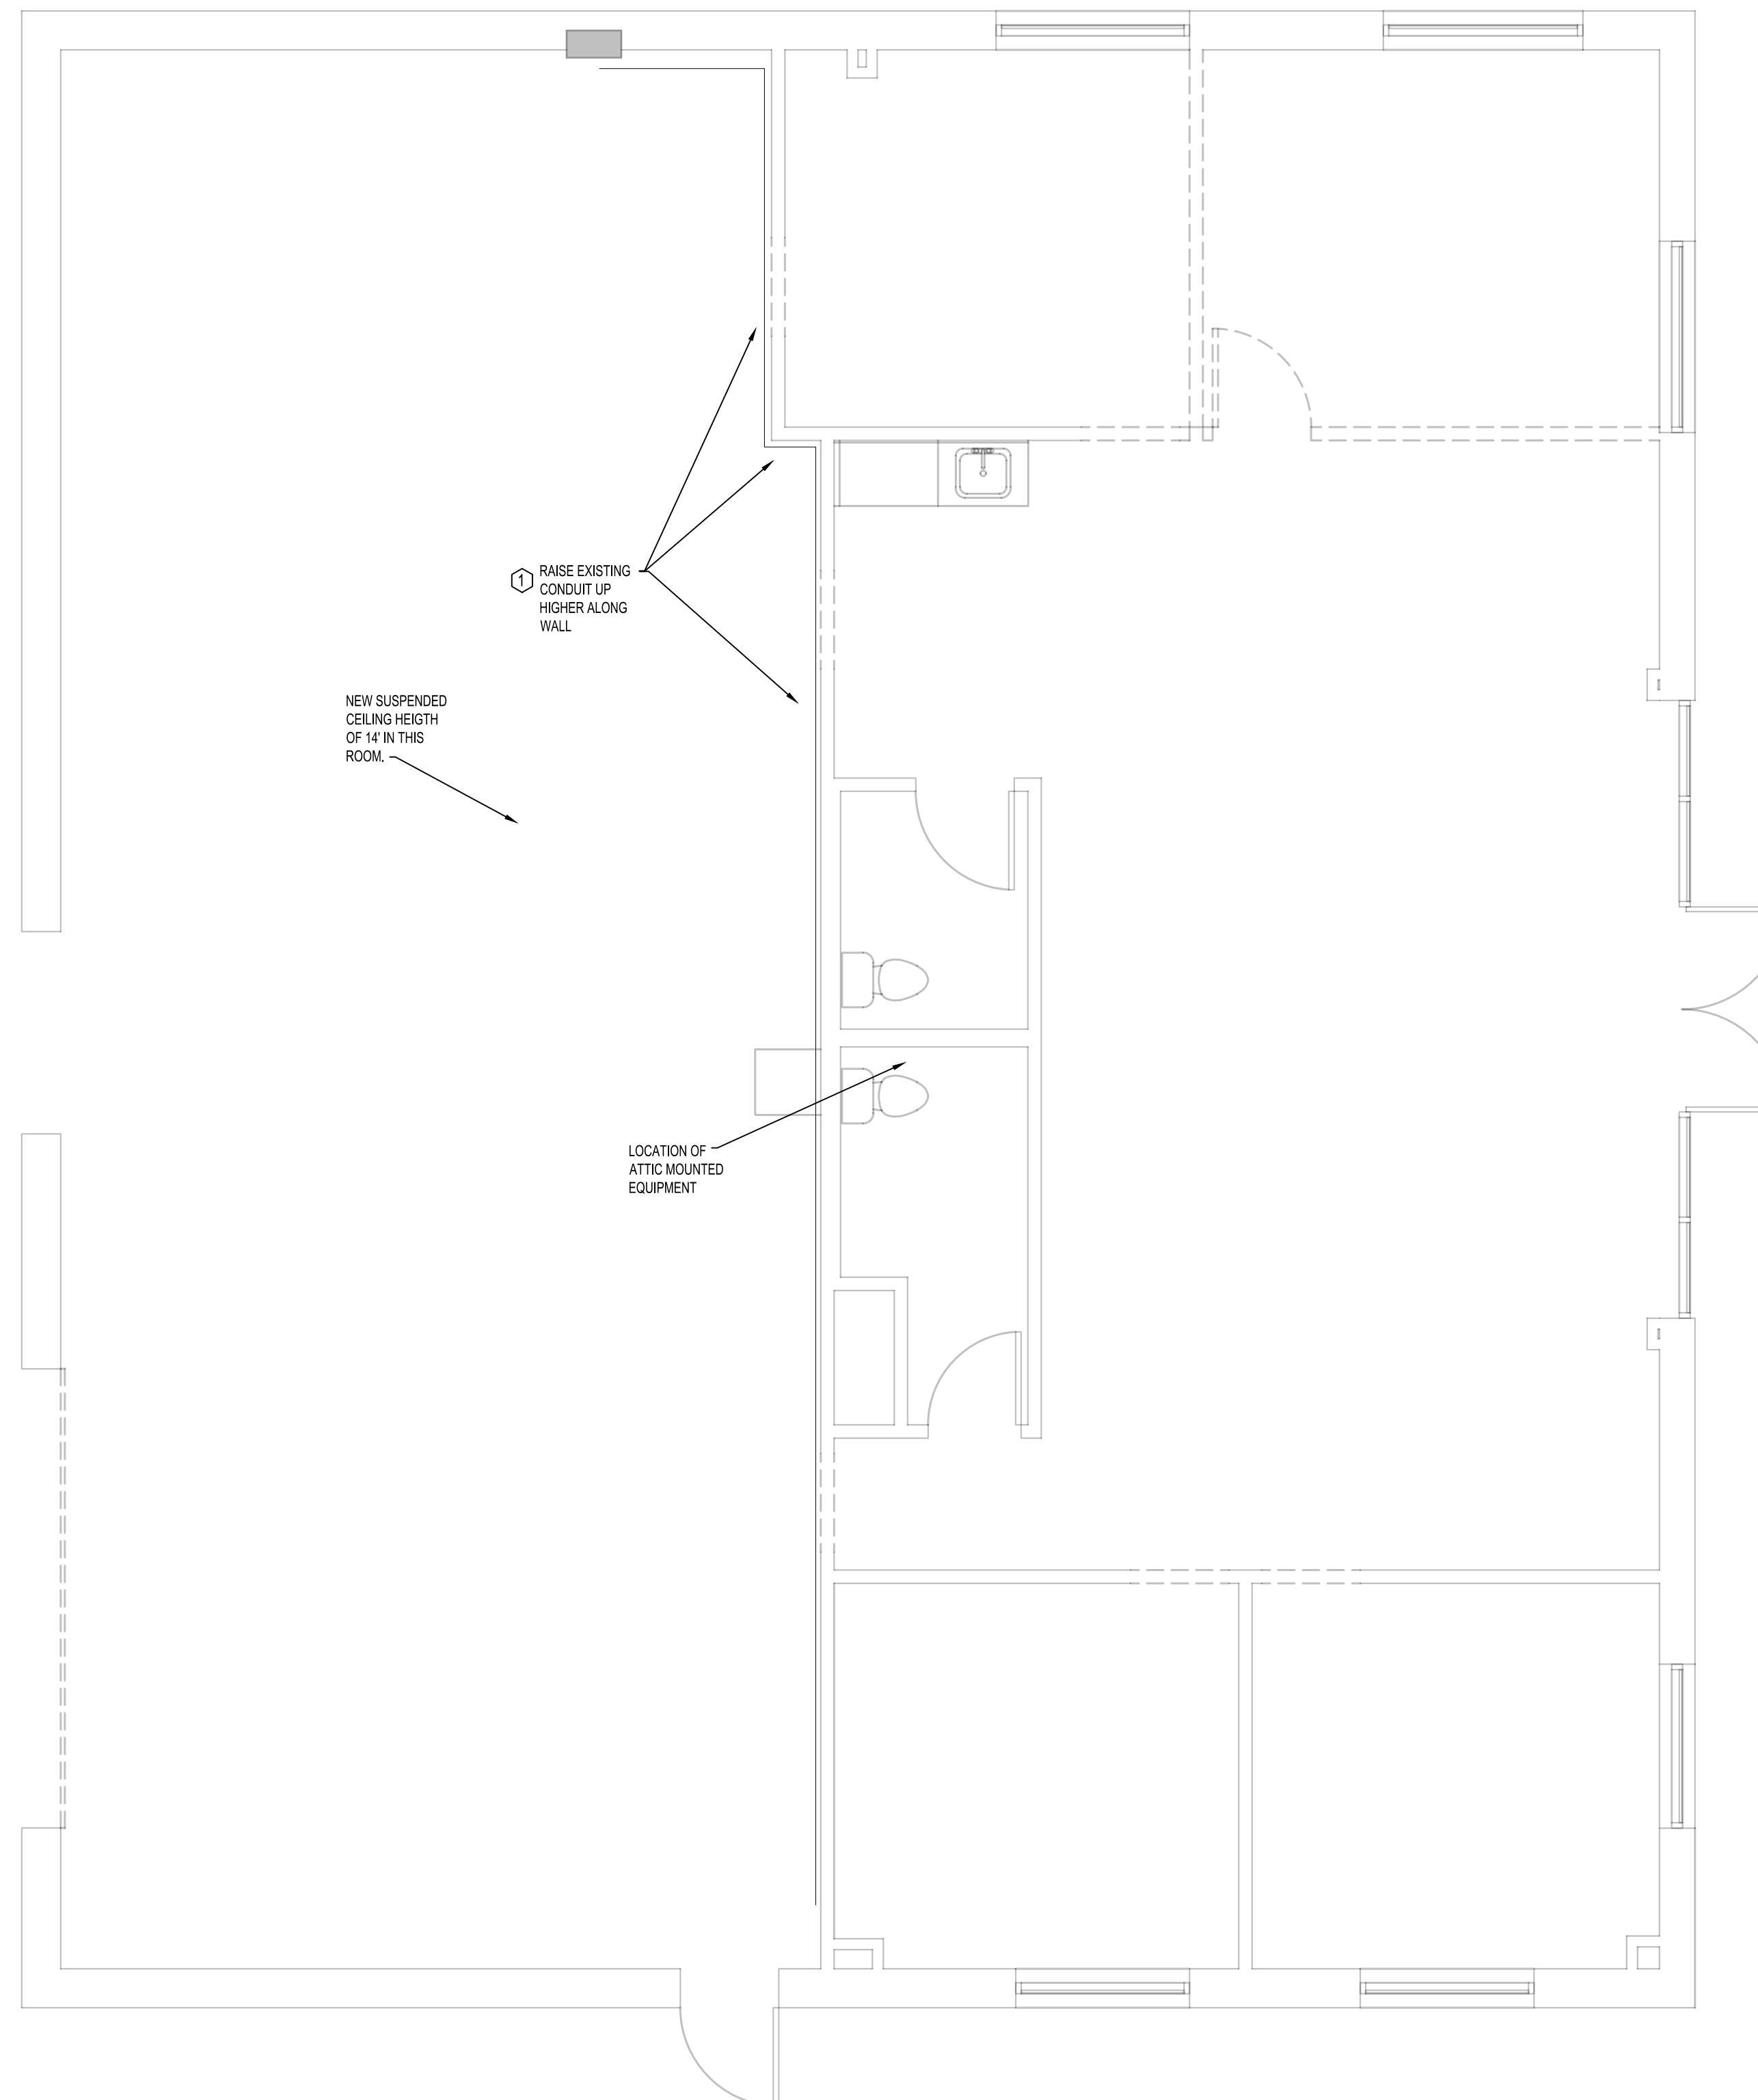 1
RAISE EXISTING
CONDUIT UP
HIGHER ALONG
WALL
NEW SUSPENDED
CEILING HEIGTH
OF 14' IN THIS
ROOM.
LOCATION OF
ATTIC MOUNTED
EQUIPMENT